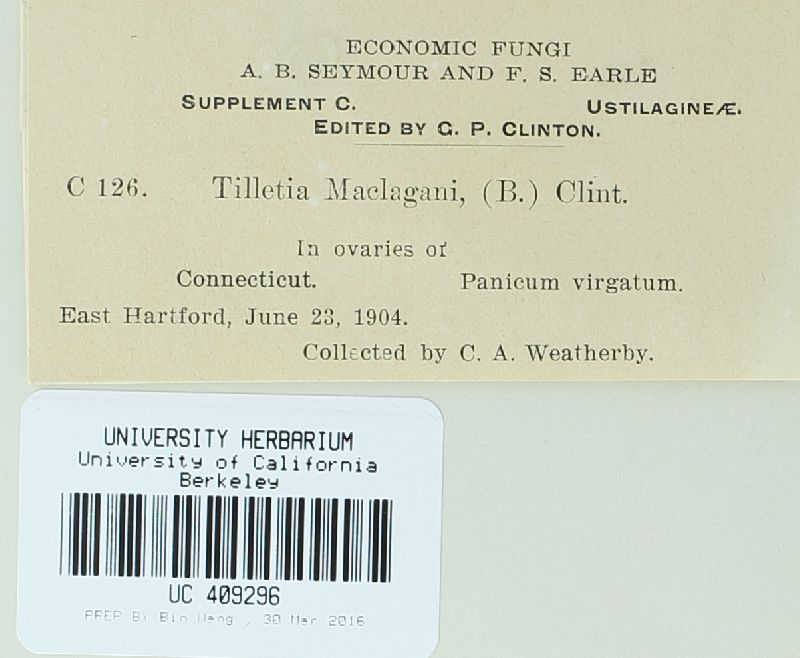 ECONOMIC FUNGI
A. B. SEYMOUR AND F. S. EARLE
SUPPLEMENT C. USTILAGINEÆ.
EDITED BY G. P. CLINTON.
C 126. Tilletia Maclagani, (B.) Clint.
In ovaries of
Connecticut. Panicum virgatum.
East Hartford, June 23, 1904.
Collected by C. A. Weatherby.
UNIVERSITY HERBARIUM
University of California
Berkeley
UC 409296
PREP BY Bin Wang , 30 Mar 2016